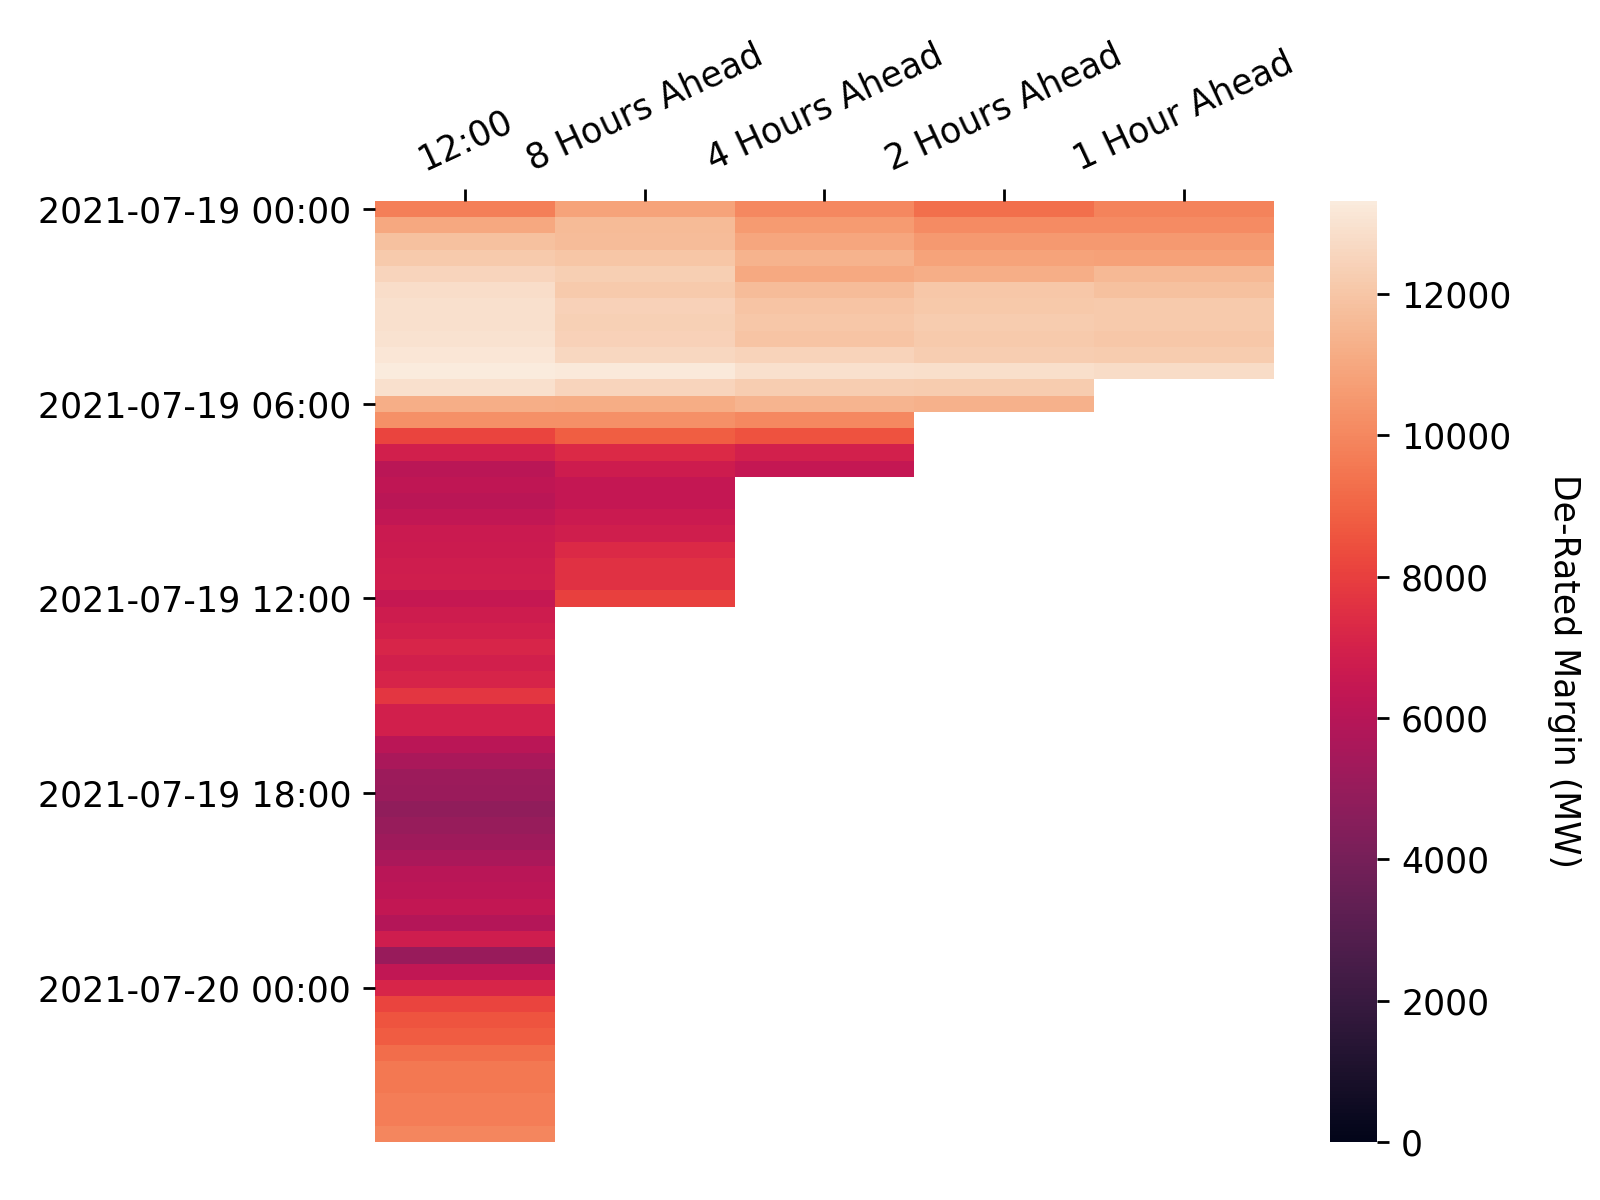 12:00
8 Hours Ahead
4 Hours Ahead
2 Hours Ahead
1 Hour Ahead
2021-07-19 00:00
2021-07-19 06:00
2021-07-19 12:00
2021-07-19 18:00
2021-07-20 00:00
12000
10000
8000
6000
4000
2000
0
De-Rated Margin (MW)